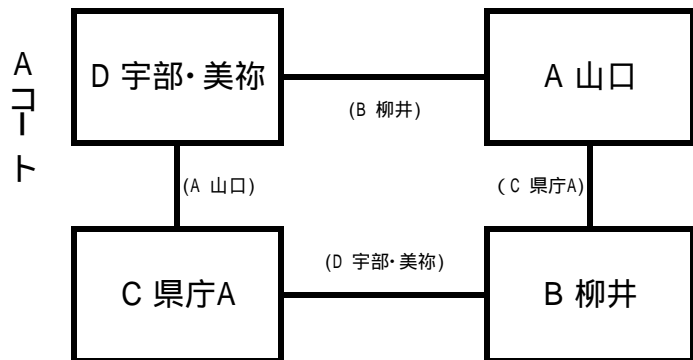 Aコート
D 宇部・美祢
A 山口
(B 柳井)
(A 山口)
(C 県庁A)
(D 宇部・美祢)
C 県庁A
B 柳井